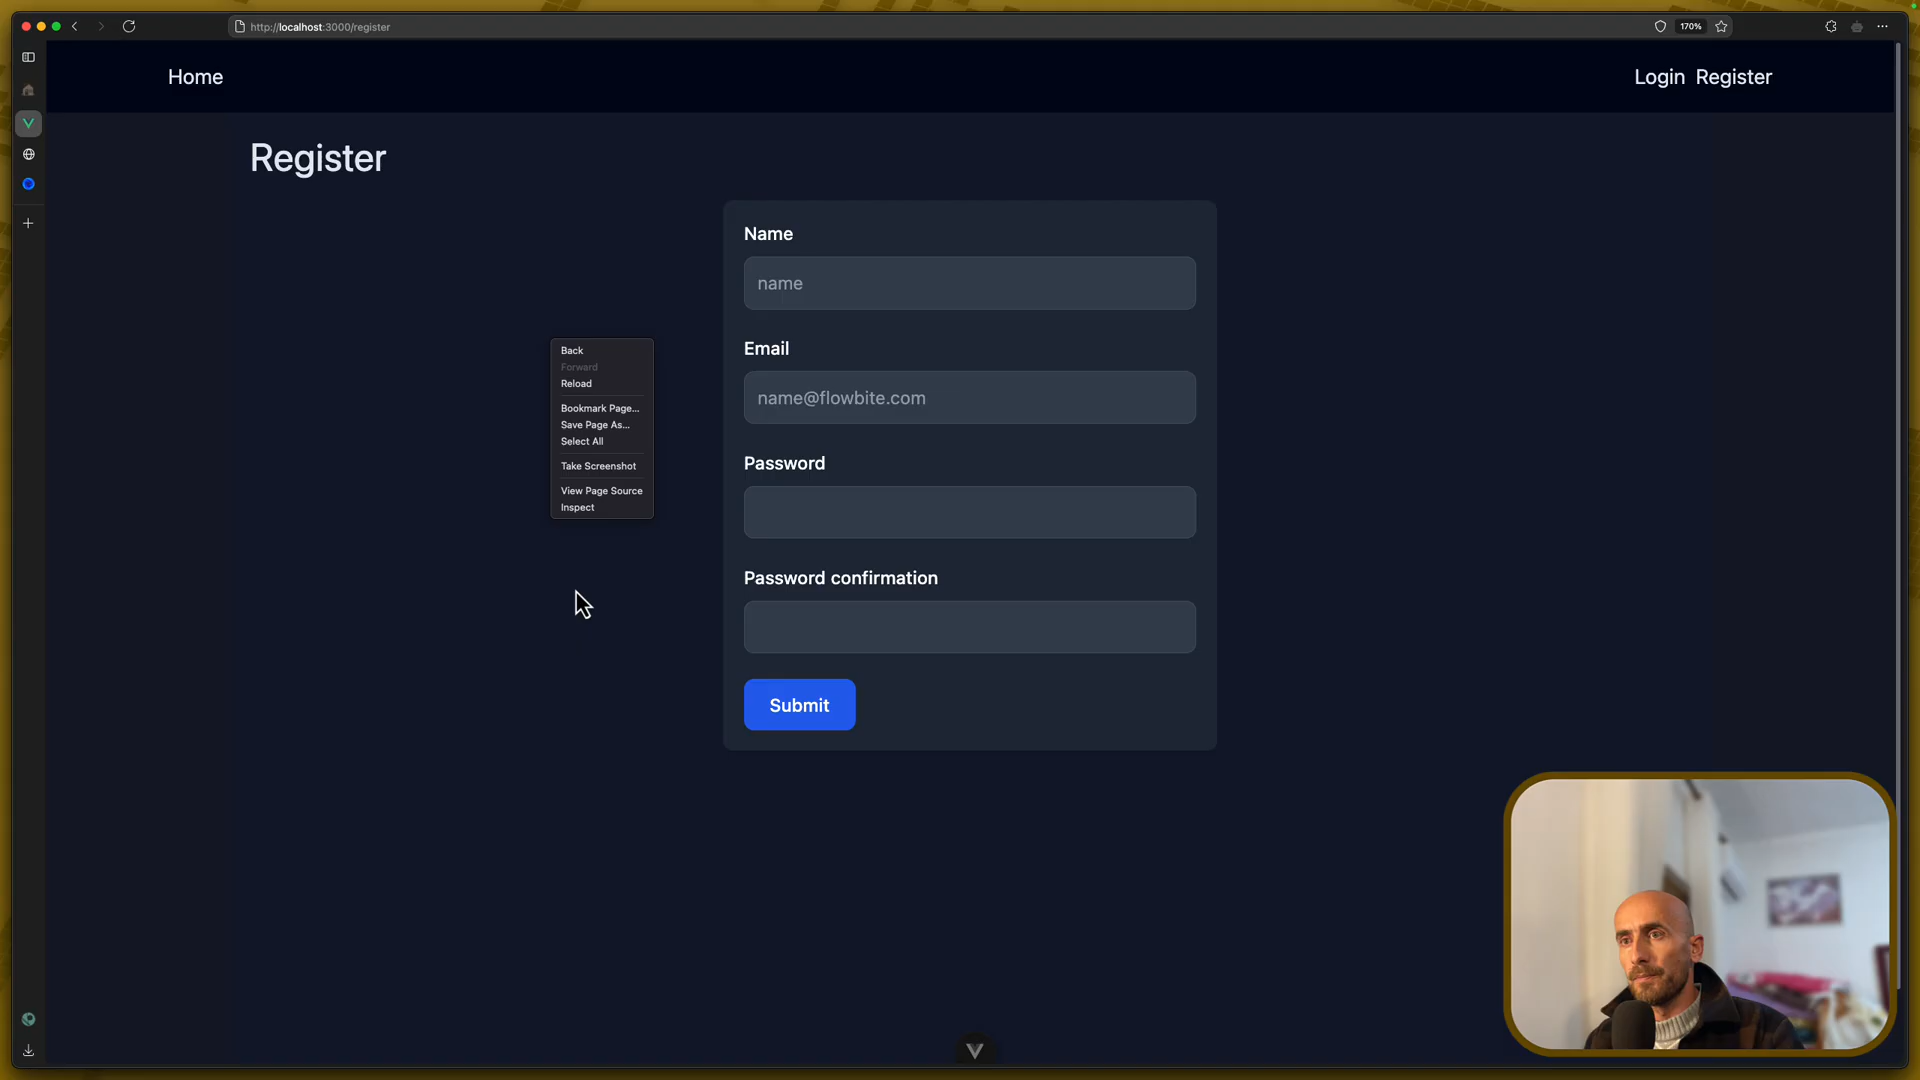 http://localhost:3000/register
170%
Home
Login Register
Register
Name
name
Email
name@flowbite.com
Password
Password confirmation
Submit
Back
Forward
Reload
Bookmark Page...
Save Page As...
Select All
Take Screenshot
View Page Source
Inspect